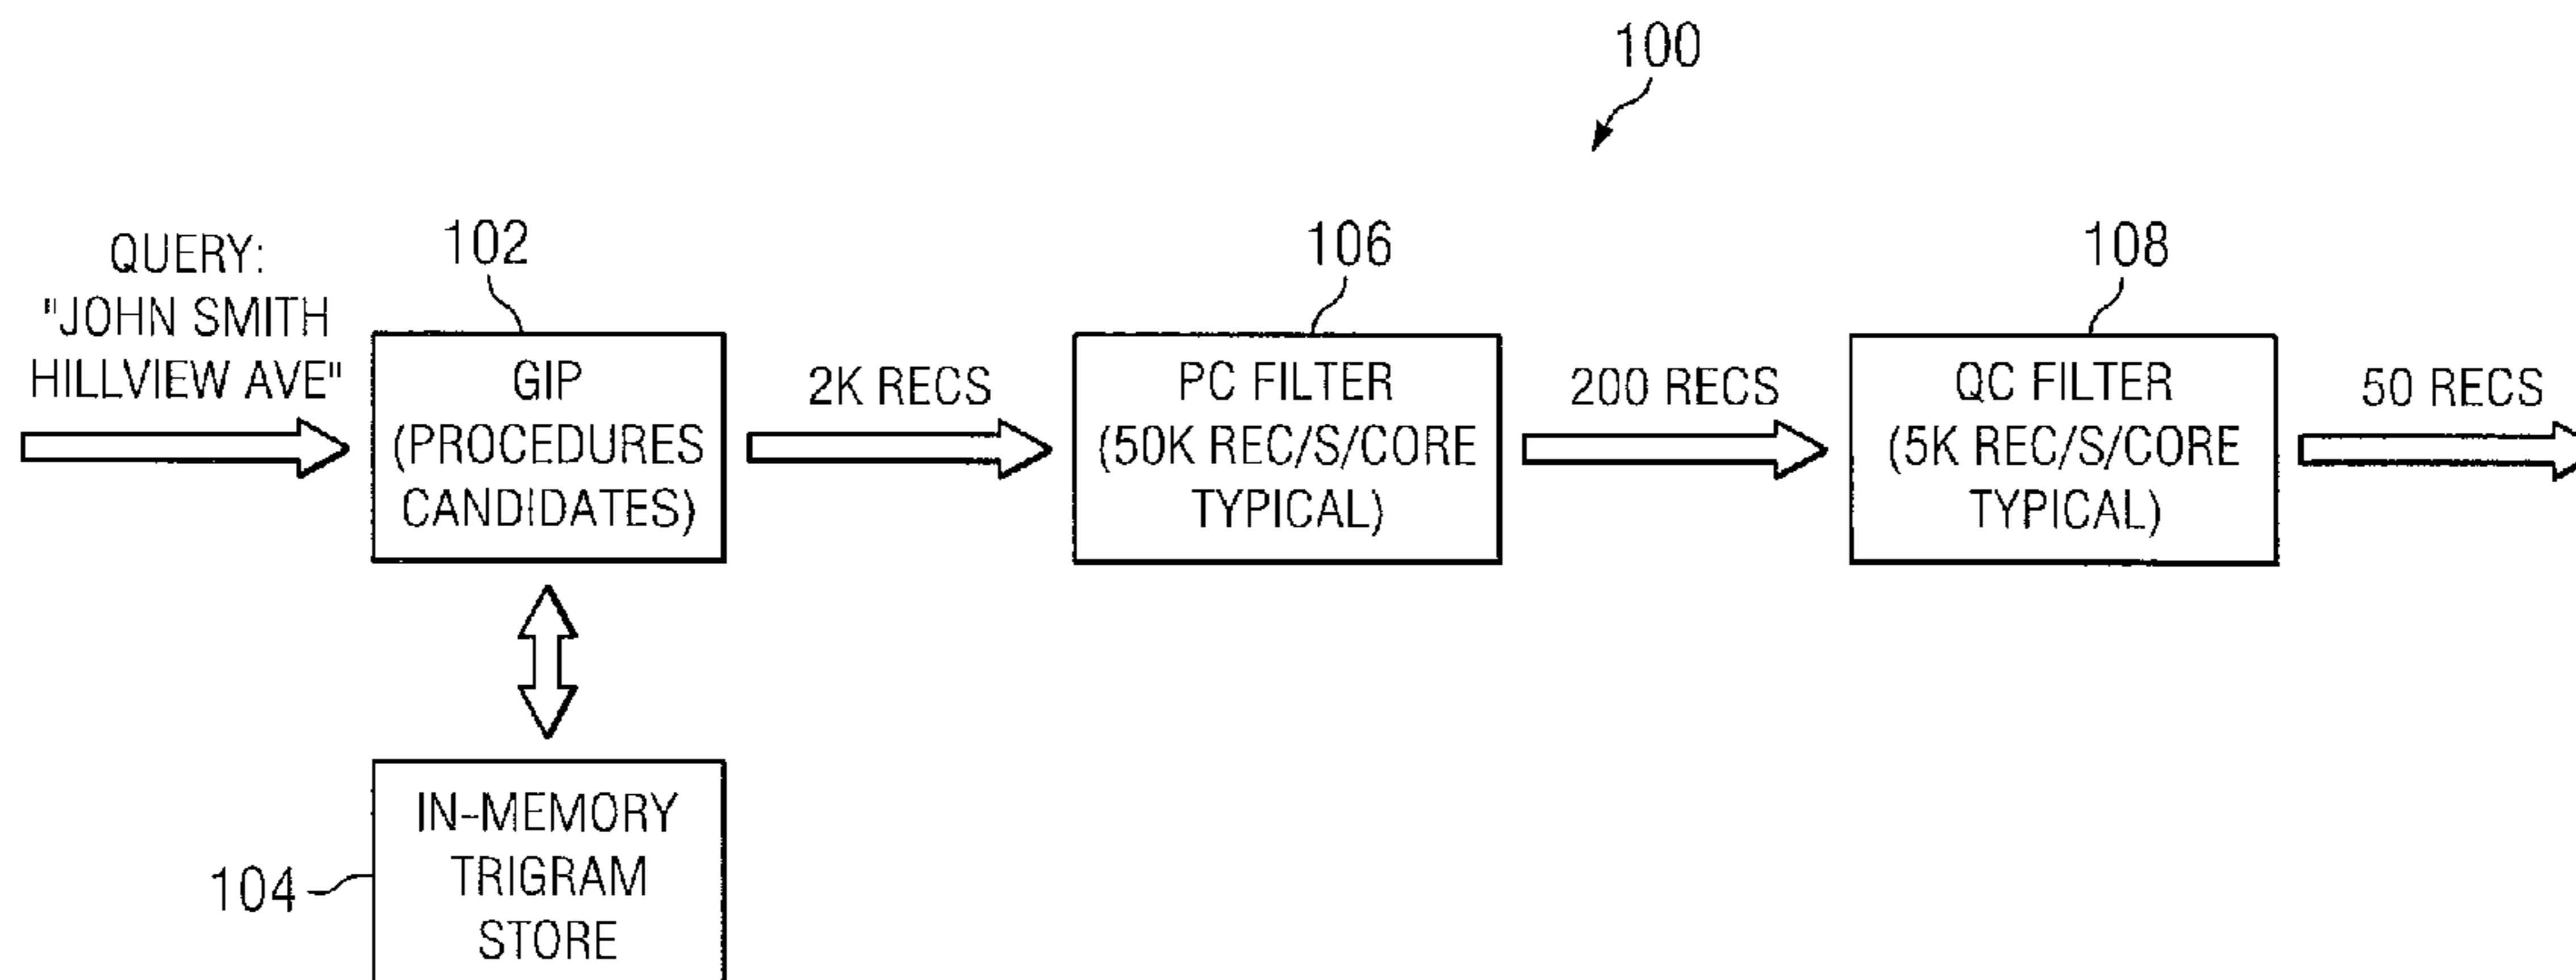 100
QUERY:
"JOHN SMITH
HILLVIEW AVE"
102
GIP
(PROCEDURES
CANDIDATES)
2K RECS
106
PC FILTER
(50K REC/S/CORE
TYPICAL)
200 RECS
108
QC FILTER
(5K REC/S/CORE
TYPICAL)
50 RECS
104
IN-MEMORY
TRIGRAM
STORE